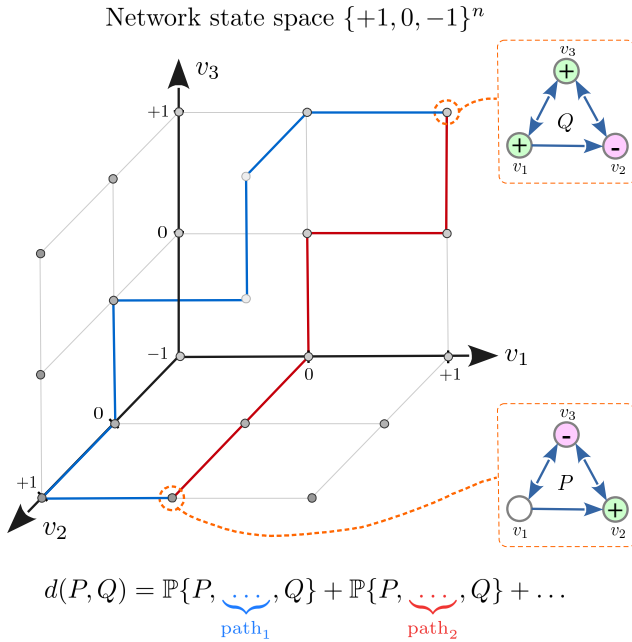 Network state space {+1, 0, −1}ⁿ
v₃
+1
0
−1
v₁
0
+1
0
+1
v₂
v₃
+
Q
+
-
v₁
v₂
v₃
-
P
+
v₁
v₂
d(P, Q) = ℙ{P, ..., Q} + ℙ{P, ..., Q} + ...
path₁ path₂